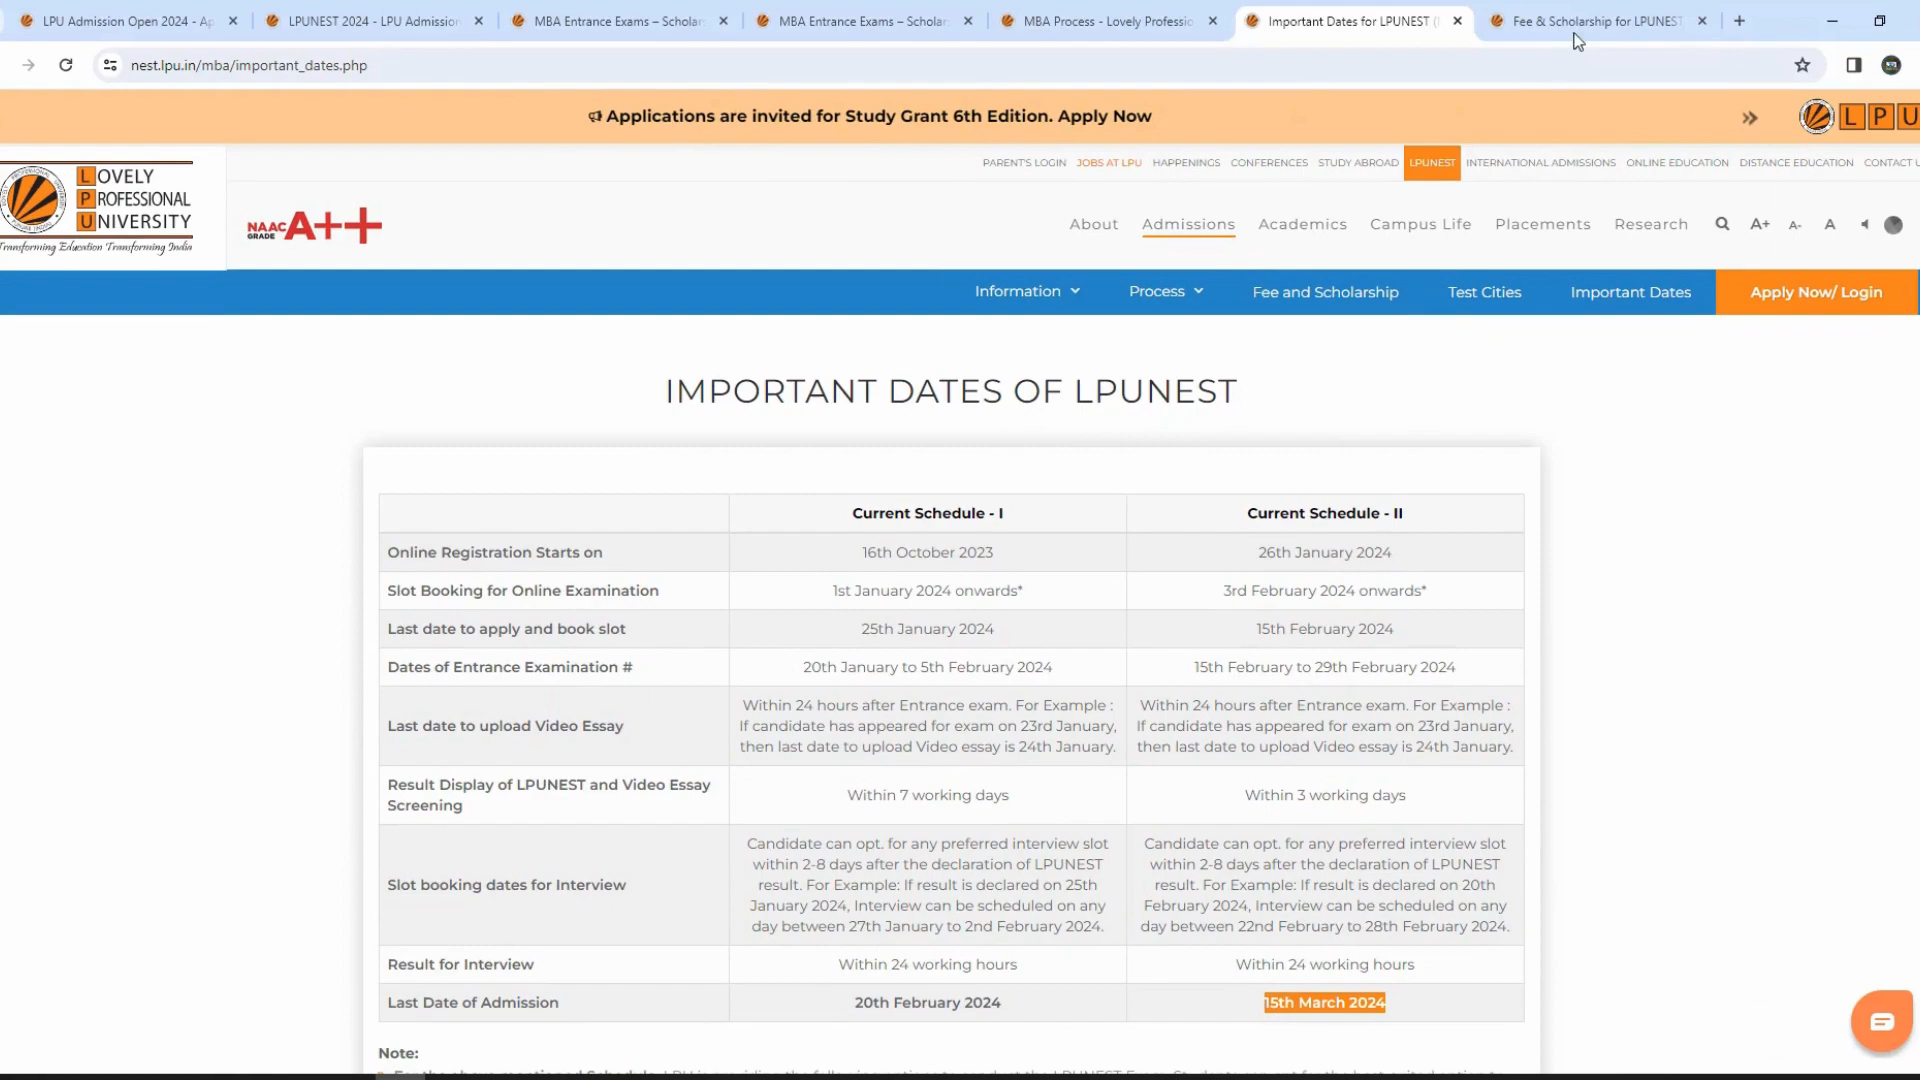 LPU Admission Open 2024 - Ap
LPUNEST 2024 - LPU Admission
MBA Entrance Exams – Scholar
MBA Entrance Exams – Scholar
MBA Process - Lovely Professio
Important Dates for LPUNEST (
Fee & Scholarship for LPUNEST
nest.lpu.in/mba/important_dates.php
Applications are invited for Study Grant 6th Edition. Apply Now
L P U
PARENT'S LOGIN JOBS AT LPU HAPPENINGS CONFERENCES STUDY ABROAD LPUNEST INTERNATIONAL ADMISSIONS ONLINE EDUCATION DISTANCE EDUCATION CONTACT U
LOVELY
PROFESSIONAL
UNIVERSITY
Transforming Education Transforming India
NAAC GRADE A++
About Admissions Academics Campus Life Placements Research A+ A- A
Information Process Fee and Scholarship Test Cities Important Dates Apply Now/ Login
IMPORTANT DATES OF LPUNEST
Current Schedule - I Current Schedule - II
Online Registration Starts on 16th October 2023 26th January 2024
Slot Booking for Online Examination 1st January 2024 onwards* 3rd February 2024 onwards*
Last date to apply and book slot 25th January 2024 15th February 2024
Dates of Entrance Examination # 20th January to 5th February 2024 15th February to 29th February 2024
Last date to upload Video Essay
Within 24 hours after Entrance exam. For Example :
If candidate has appeared for exam on 23rd January,
then last date to upload Video essay is 24th January.
Within 24 hours after Entrance exam. For Example :
If candidate has appeared for exam on 23rd January,
then last date to upload Video essay is 24th January.
Result Display of LPUNEST and Video Essay
Screening
Within 7 working days
Within 3 working days
Slot booking dates for Interview
Candidate can opt. for any preferred interview slot
within 2-8 days after the declaration of LPUNEST
result. For Example: If result is declared on 25th
January 2024, Interview can be scheduled on any
day between 27th January to 2nd February 2024.
Candidate can opt. for any preferred interview slot
within 2-8 days after the declaration of LPUNEST
result. For Example: If result is declared on 20th
February 2024, Interview can be scheduled on any
day between 22nd February to 28th February 2024.
Result for Interview Within 24 working hours Within 24 working hours
Last Date of Admission 20th February 2024 15th March 2024
Note: